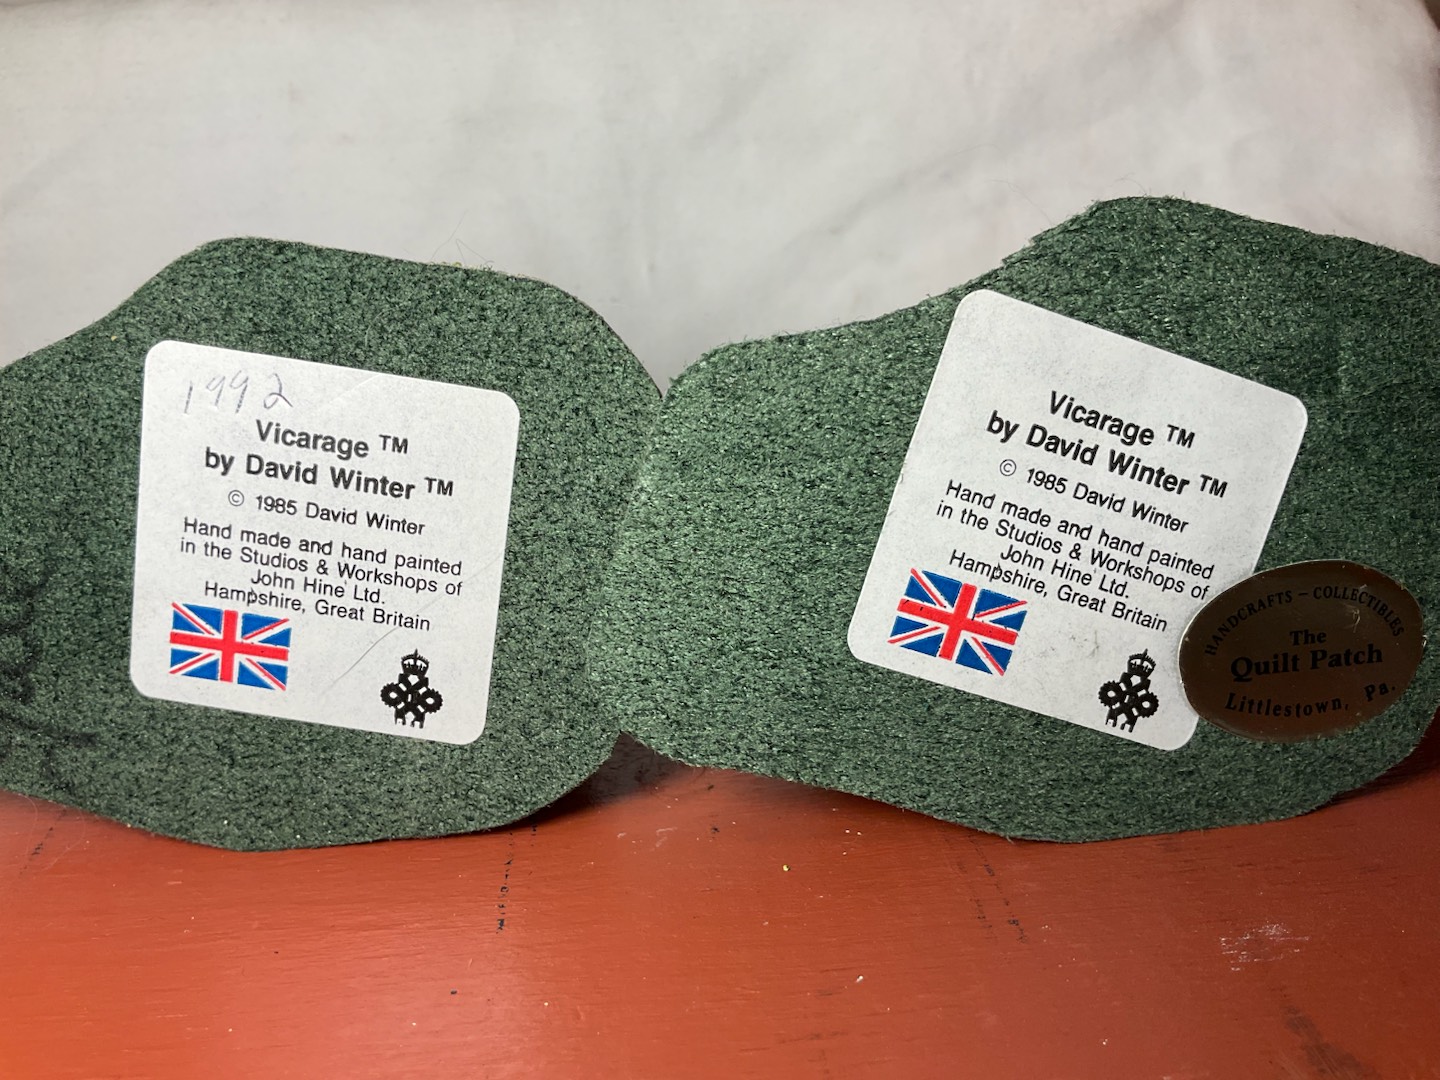 1992
Vicarage ™
by David Winter ™
© 1985 David Winter
Hand made and hand painted
in the Studios & Workshops of
John Hine Ltd.
Hampshire, Great Britain
Vicarage ™
by David Winter ™
© 1985 David Winter
Hand made and hand painted
in the Studios & Workshops of
John Hine Ltd.
Hampshire, Great Britain
HANDCRAFTS – COLLECTIBLES
The
Quilt Patch
Littlestown, Pa.